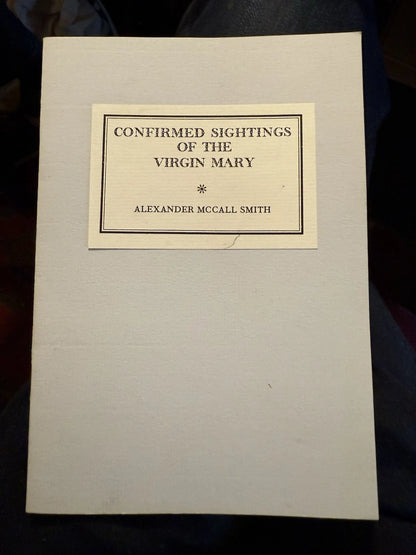 CONFIRMED SIGHTINGS
OF THE
VIRGIN MARY
*
ALEXANDER MCCALL SMITH